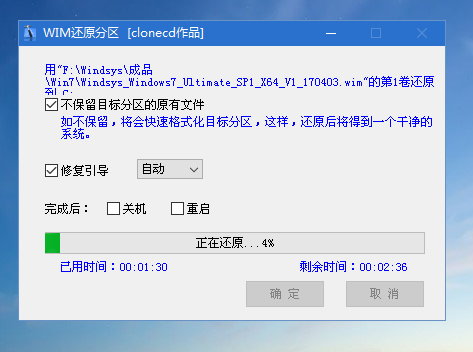 WIM还原分区 [clonecd作品]
用"F:\Windsys\成品
\Win7\Windsys_Windows7_Ultimate_SP1_X64_V1_170403.wim"的第1卷还原
到 C:
不保留目标分区的原有文件
如不保留，将会快速格式化目标分区，这样，还原后将得到一个干净的
系统。
修复引导 自动
完成后： 关机 重启
正在还原...4%
已用时间：00:01:30 剩余时间：00:02:36
确 定 取 消